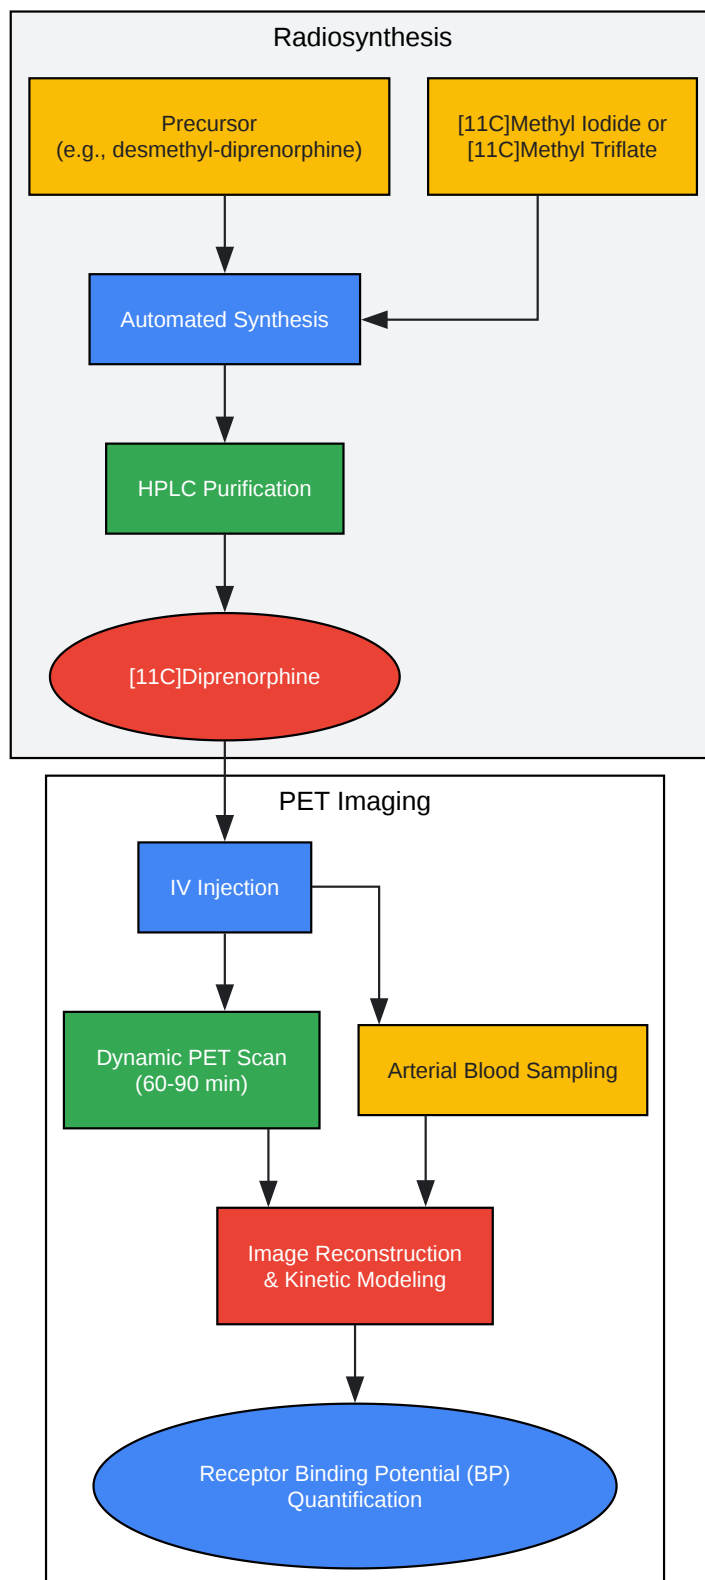 Radiosynthesis
Precursor
(e.g., desmethyl-diprenorphine)
[11C]Methyl Iodide or
[11C]Methyl Triflate
Automated Synthesis
HPLC Purification
[11C]Diprenorphine
PET Imaging
IV Injection
Dynamic PET Scan
(60-90 min)
Arterial Blood Sampling
Image Reconstruction
& Kinetic Modeling
Receptor Binding Potential (BP)
Quantification